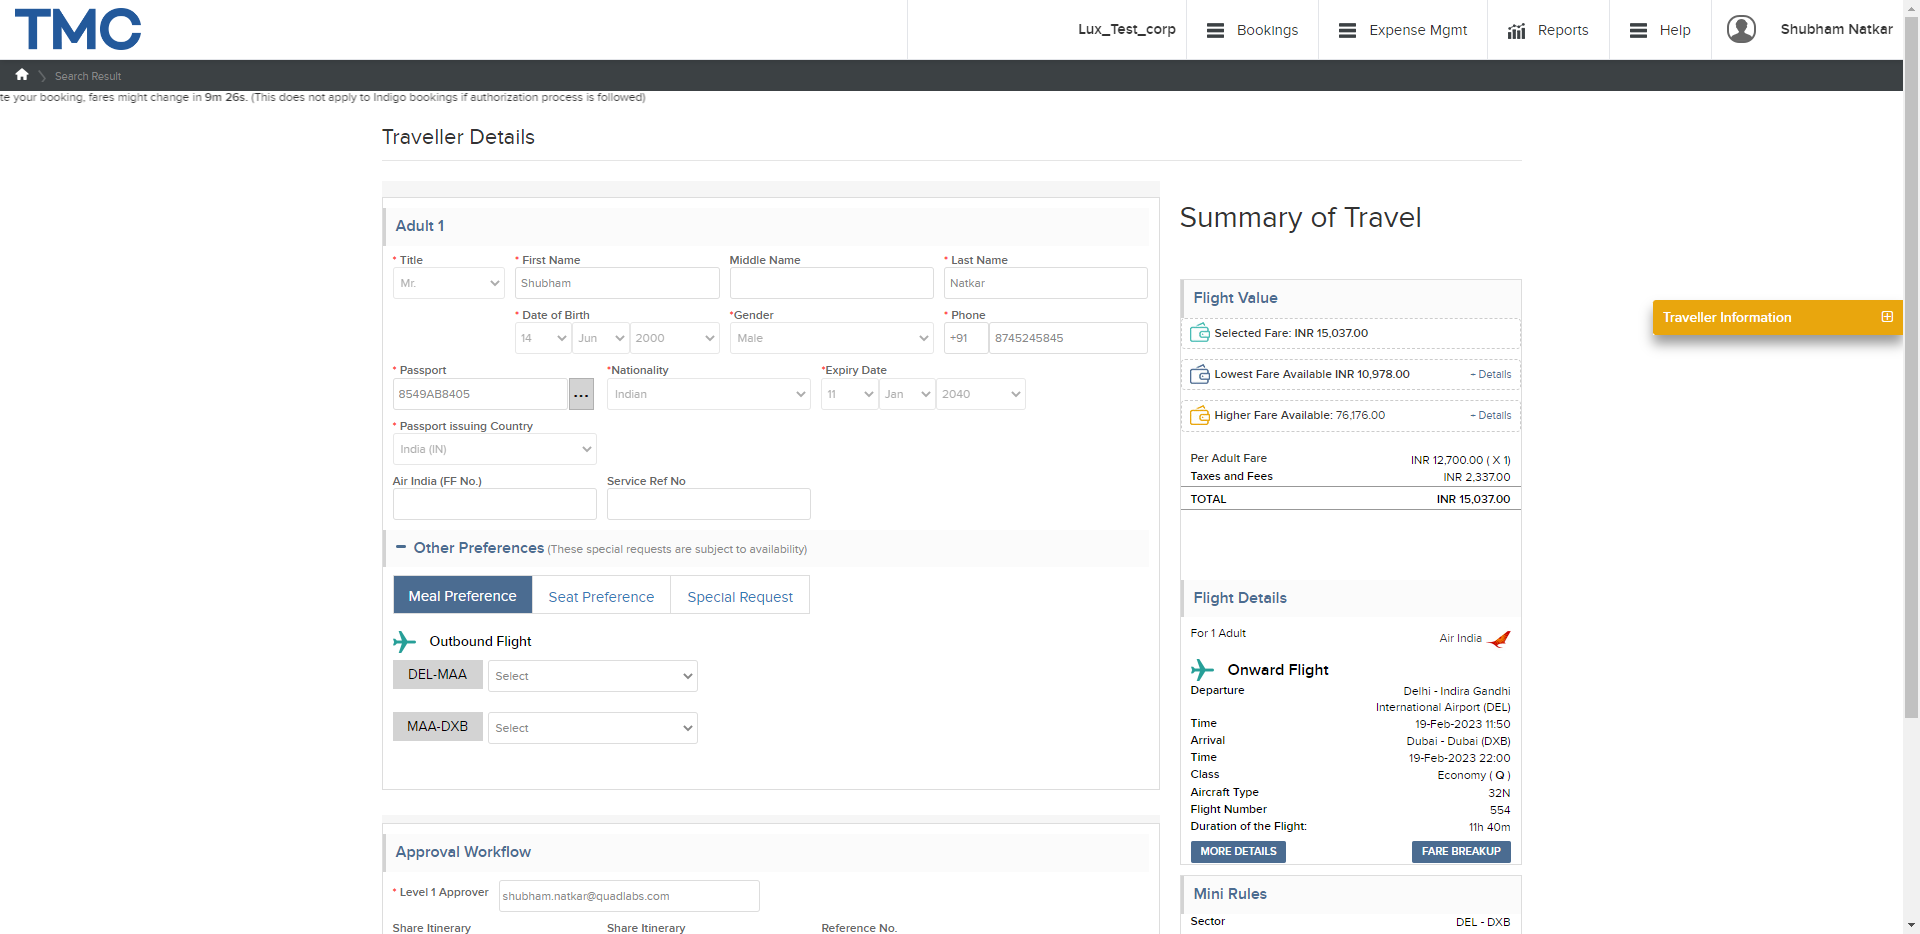 TMC
Lux_Test_corp
Bookings
Expense Mgmt
Reports
Help
Shubham Natkar
Search Result
te your booking, fares might change in 9m 26s. (This does not apply to Indigo bookings if authorization process is followed)
Traveller Details
Adult 1
* Title
* First Name
Middle Name
* Last Name
Mr.
Shubham
Natkar
* Date of Birth
*Gender
* Phone
14
Jun
2000
Male
+91
8745245845
* Passport
*Nationality
*Expiry Date
8549AB8405
...
Indian
11
Jan
2040
* Passport issuing Country
India (IN)
Air India (FF No.)
Service Ref No
Other Preferences (These special requests are subject to availability)
Meal Preference
Seat Preference
Special Request
Outbound Flight
DEL-MAA
Select
MAA-DXB
Select
Approval Workflow
* Level 1 Approver
shubham.natkar@quadlabs.com
Share Itinerary
Share Itinerary
Reference No.
Summary of Travel
Flight Value
Selected Fare: INR 15,037.00
Lowest Fare Available INR 10,978.00
+ Details
Higher Fare Available: 76,176.00
+ Details
Per Adult Fare
INR 12,700.00 ( X 1)
Taxes and Fees
INR 2,337.00
TOTAL
INR 15,037.00
Flight Details
For 1 Adult
Air India
Onward Flight
Departure
Delhi - Indira Gandhi
International Airport (DEL)
Time
19-Feb-2023 11:50
Arrival
Dubai - Dubai (DXB)
Time
19-Feb-2023 22:00
Class
Economy ( Q )
Aircraft Type
32N
Flight Number
554
Duration of the Flight:
11h 40m
MORE DETAILS
FARE BREAKUP
Mini Rules
Sector
DEL - DXB
Traveller Information